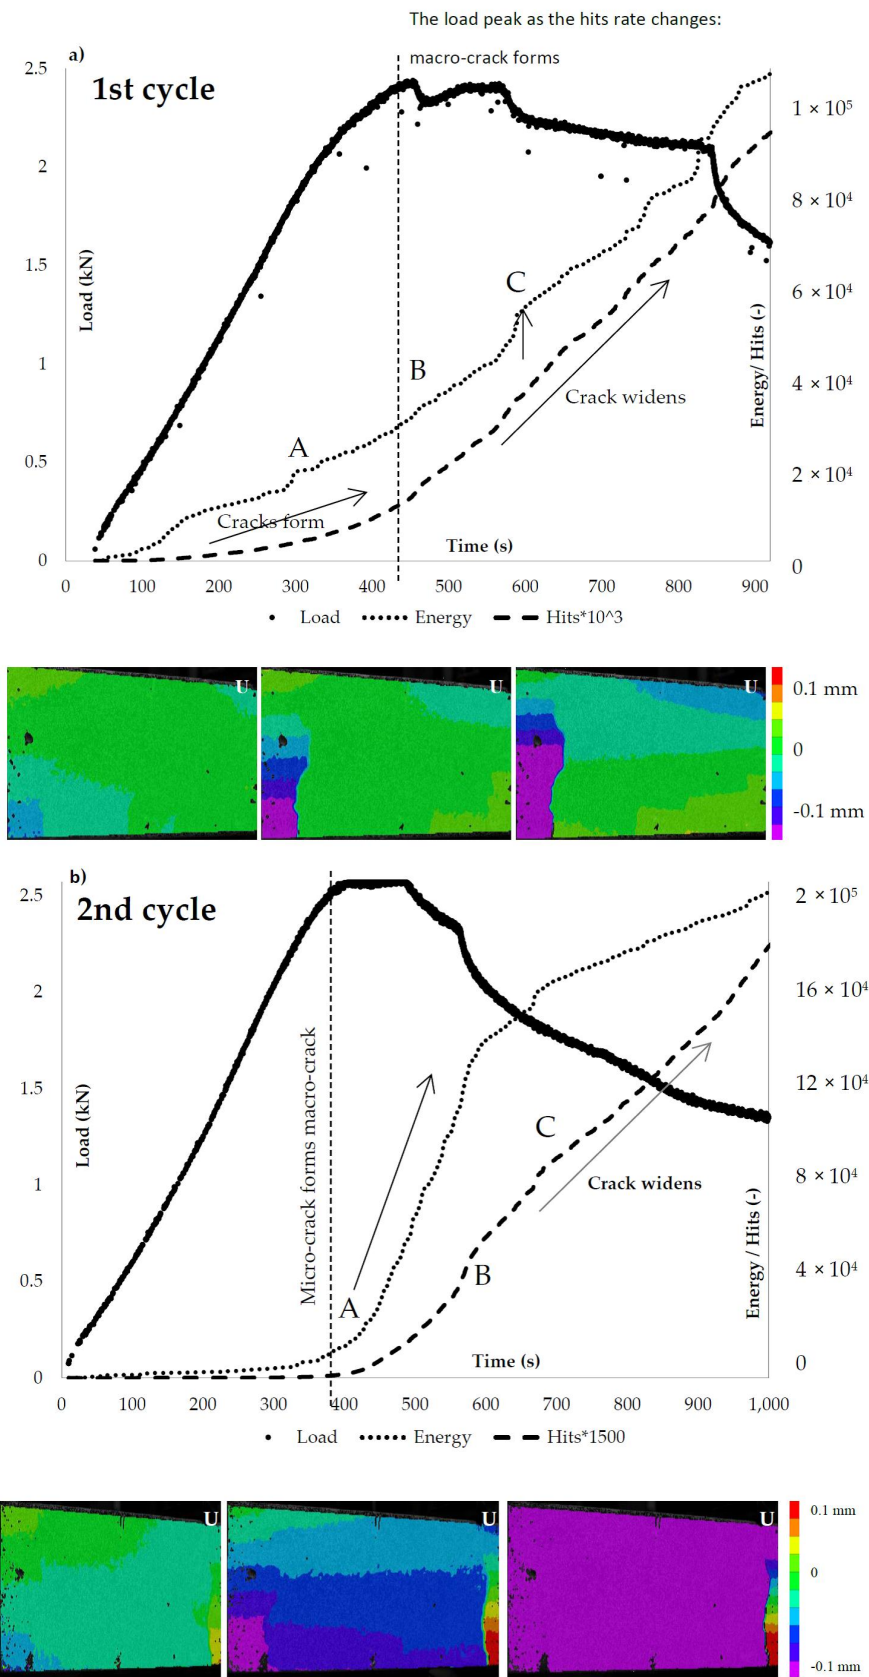 The load peak as the hits rate changes:
macro-crack forms
a)
1st cycle
2.5
2
1.5
1
0.5
0
Load (kN)
A
B
C
Cracks form
Crack widens
Time (s)
Energy/ Hits (-)
1 × 10⁵
8 × 10⁴
6 × 10⁴
4 × 10⁴
2 × 10⁴
0
0 100 200 300 400 500 600 700 800 900
Load Energy Hits*10^3
U U U
0.1 mm
0
-0.1 mm
b)
2nd cycle
2.5
2
1.5
1
0.5
0
Load (kN)
Micro-crack forms macro-crack
A
B
C
Crack widens
Time (s)
Energy / Hits (-)
2 × 10⁵
16 × 10⁴
12 × 10⁴
8 × 10⁴
4 × 10⁴
0
0 100 200 300 400 500 600 700 800 900 1,000
Load Energy Hits*1500
U U U
0.1 mm
0
-0.1 mm